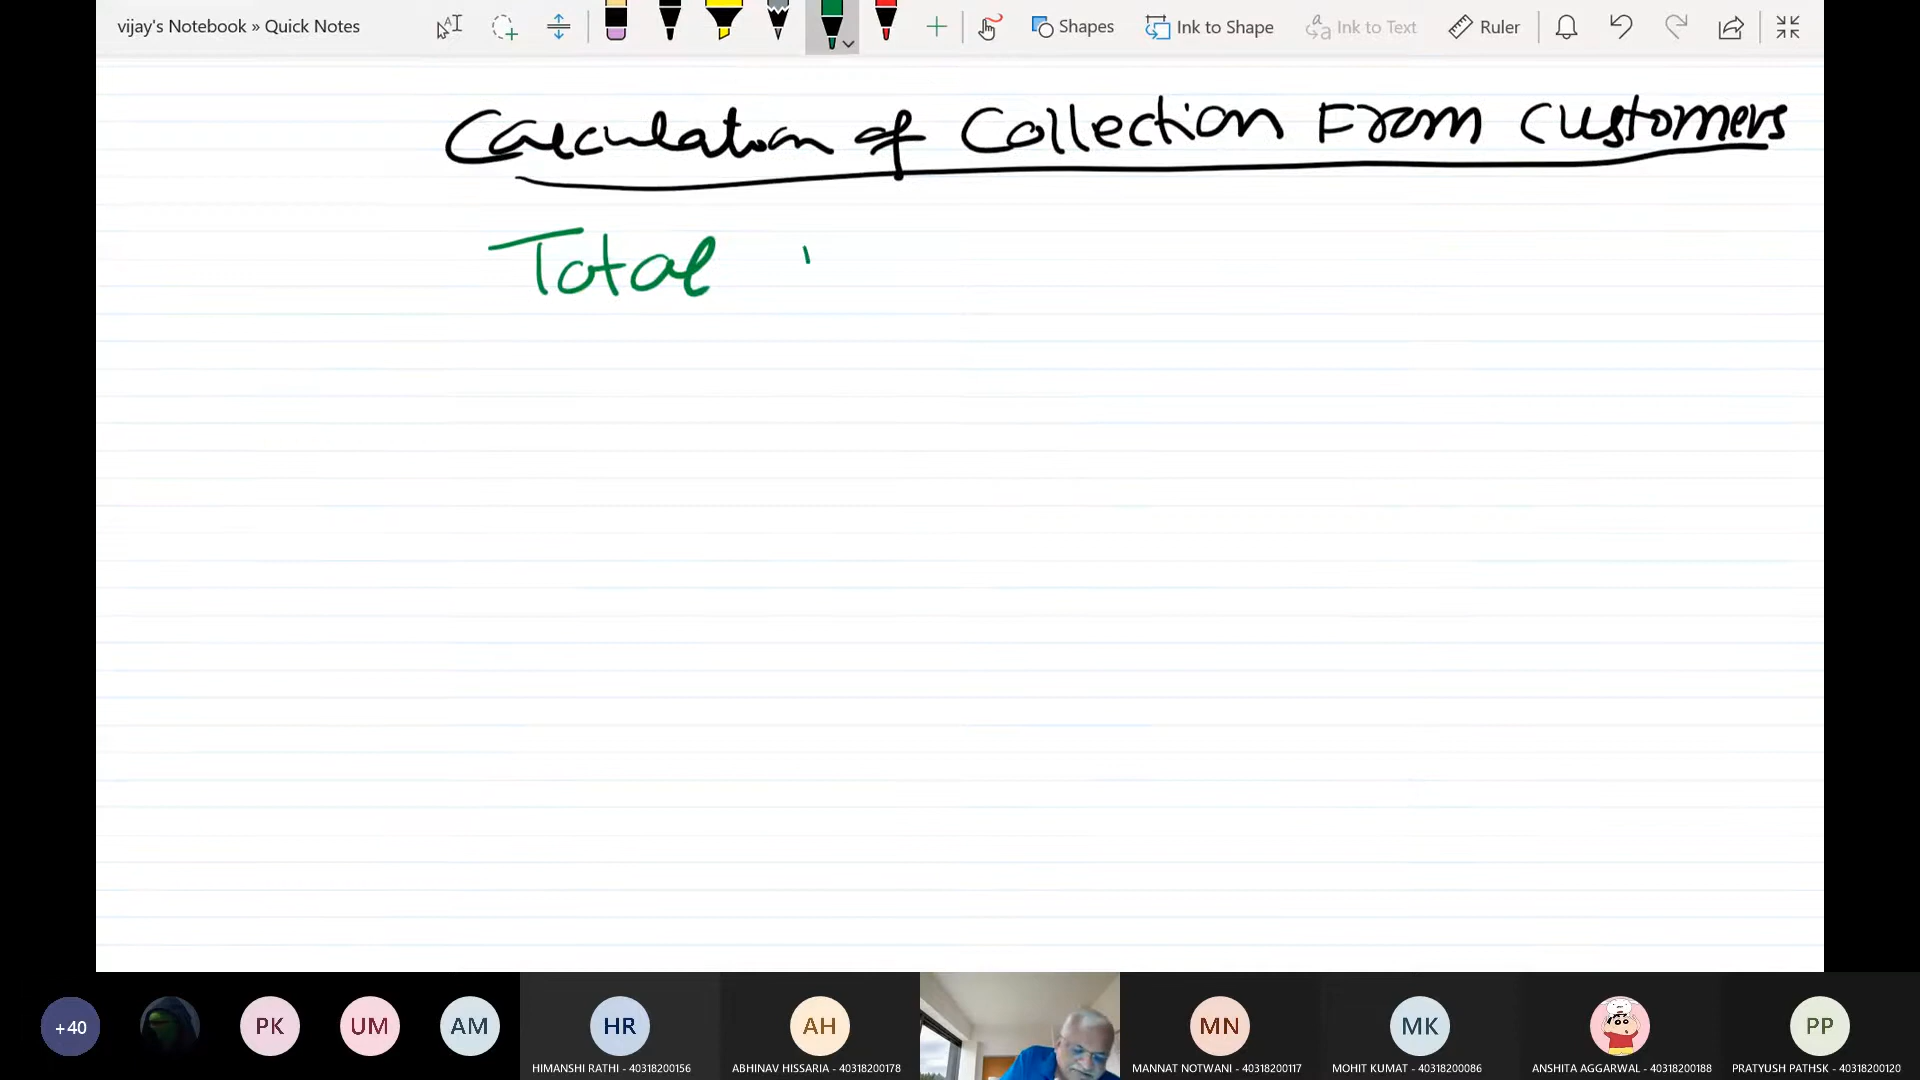 vijay's Notebook » Quick Notes Shapes Ink to Shape Ink to Text Ruler
Calculation of Collection From Customers
Total
+40 PK UM AM HR AH MN MK PP
HIMANSHI RATHI - 40318200156 ABHINAV HISSARIA - 40318200178 MANNAT NOTWANI - 40318200117 MOHIT KUMAT - 40318200086 ANSHITA AGGARWAL - 40318200188 PRATYUSH PATHSK - 40318200120